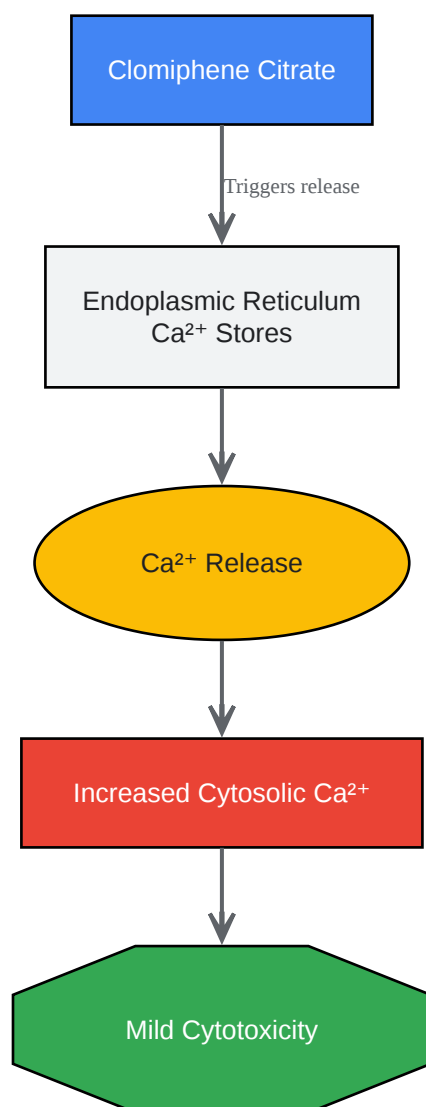 Clomiphene Citrate
Triggers release
Endoplasmic Reticulum
Ca²⁺ Stores
Ca²⁺ Release
Increased Cytosolic Ca²⁺
Mild Cytotoxicity